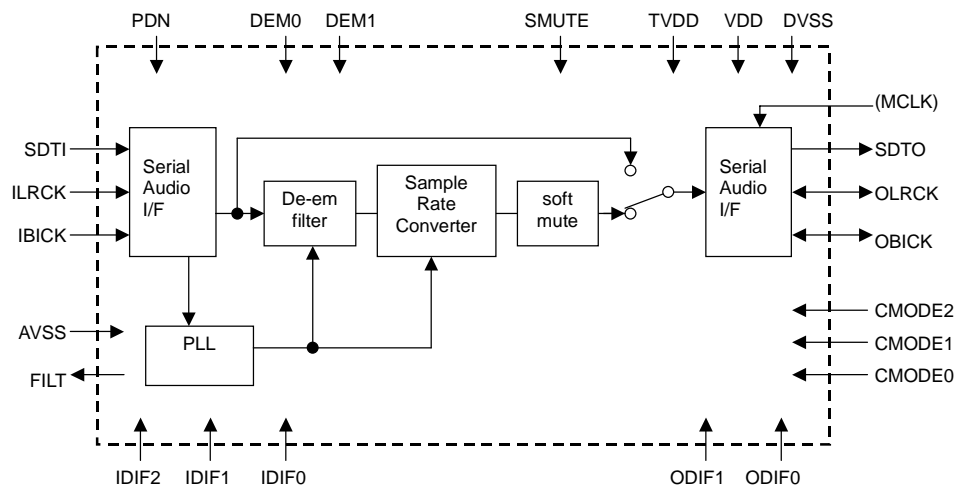 PDN DEM0 DEM1 SMUTE TVDD VDD DVSS
(MCLK)
SDTI
ILRCK
IBICK
Serial
Audio
I/F
De-em
filter
Sample
Rate
Converter
soft
mute
Serial
Audio
I/F
SDTO
OLRCK
OBICK
AVSS
FILT
PLL
CMODE2
CMODE1
CMODE0
IDIF2 IDIF1 IDIF0 ODIF1 ODIF0